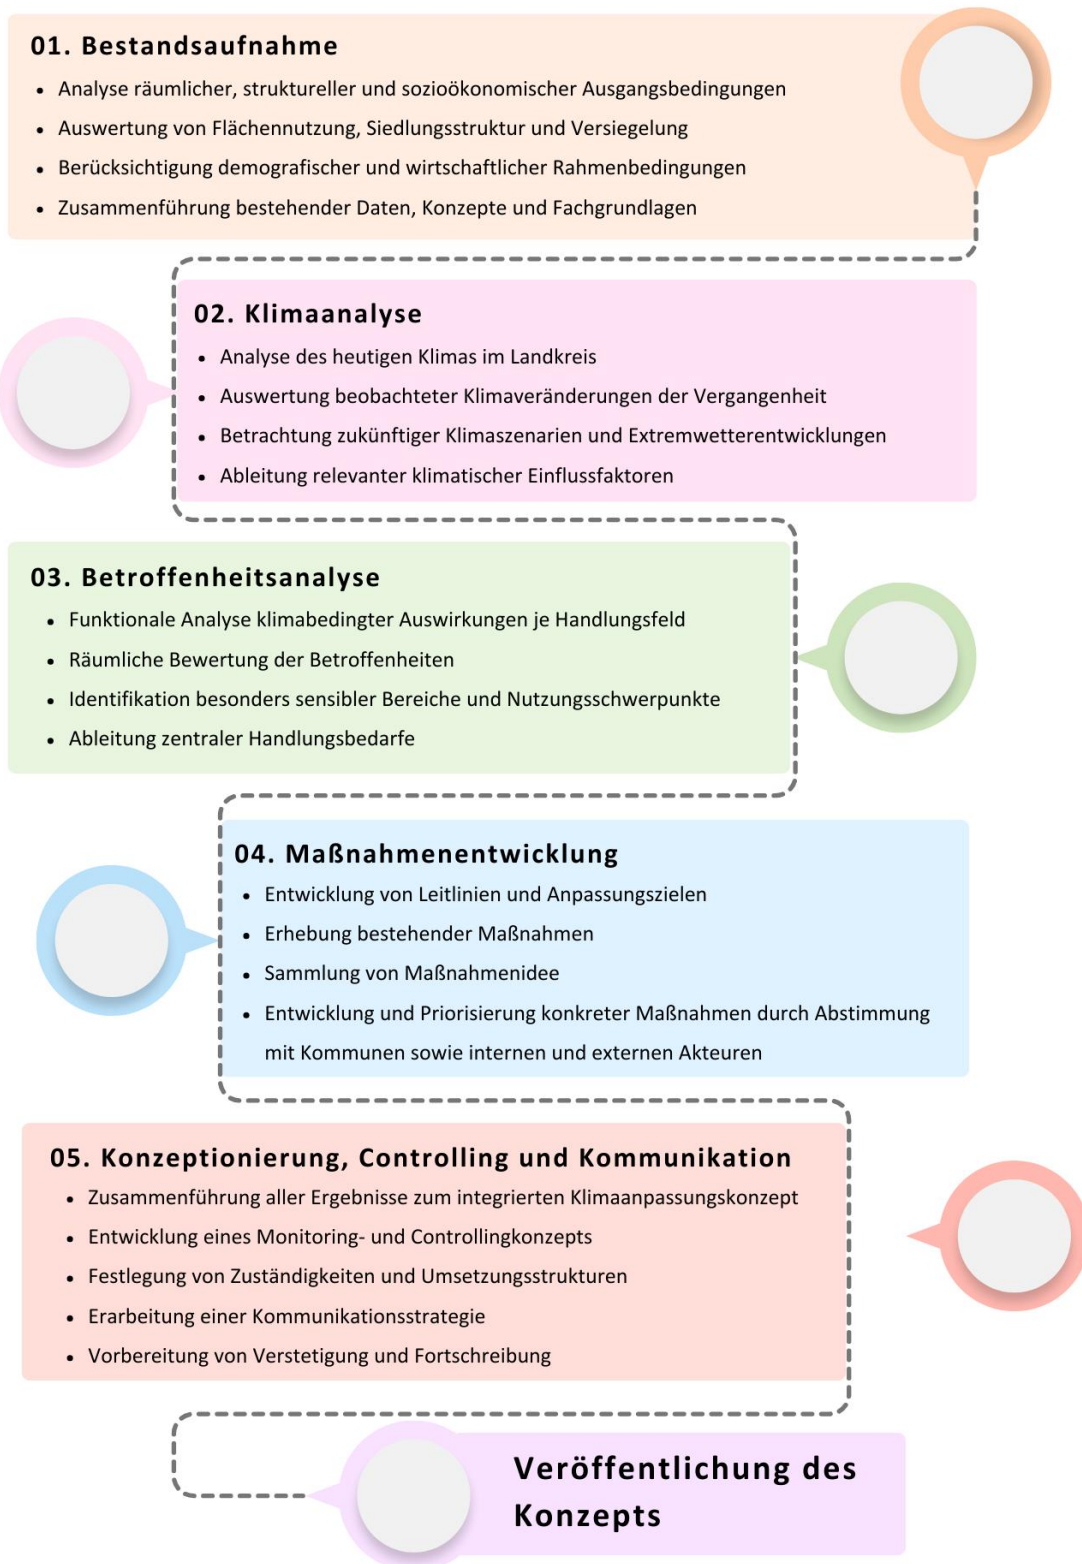 01. Bestandsaufnahme
• Analyse räumlicher, struktureller und sozioökonomischer Ausgangsbedingungen
• Auswertung von Flächennutzung, Siedlungsstruktur und Versiegelung
• Berücksichtigung demografischer und wirtschaftlicher Rahmenbedingungen
• Zusammenführung bestehender Daten, Konzepte und Fachgrundlagen
02. Klimaanalyse
• Analyse des heutigen Klimas im Landkreis
• Auswertung beobachteter Klimaveränderungen der Vergangenheit
• Betrachtung zukünftiger Klimaszenarien und Extremwetterentwicklungen
• Ableitung relevanter klimatischer Einflussfaktoren
03. Betroffenheitsanalyse
• Funktionale Analyse klimabedingter Auswirkungen je Handlungsfeld
• Räumliche Bewertung der Betroffenheiten
• Identifikation besonders sensibler Bereiche und Nutzungsschwerpunkte
• Ableitung zentraler Handlungsbedarfe
04. Maßnahmenentwicklung
• Entwicklung von Leitlinien und Anpassungszielen
• Erhebung bestehender Maßnahmen
• Sammlung von Maßnahmenidee
• Entwicklung und Priorisierung konkreter Maßnahmen durch Abstimmung
mit Kommunen sowie internen und externen Akteuren
05. Konzeptionierung, Controlling und Kommunikation
• Zusammenführung aller Ergebnisse zum integrierten Klimaanpassungskonzept
• Entwicklung eines Monitoring- und Controllingkonzepts
• Festlegung von Zuständigkeiten und Umsetzungsstrukturen
• Erarbeitung einer Kommunikationsstrategie
• Vorbereitung von Verstetigung und Fortschreibung
Veröffentlichung des
Konzepts